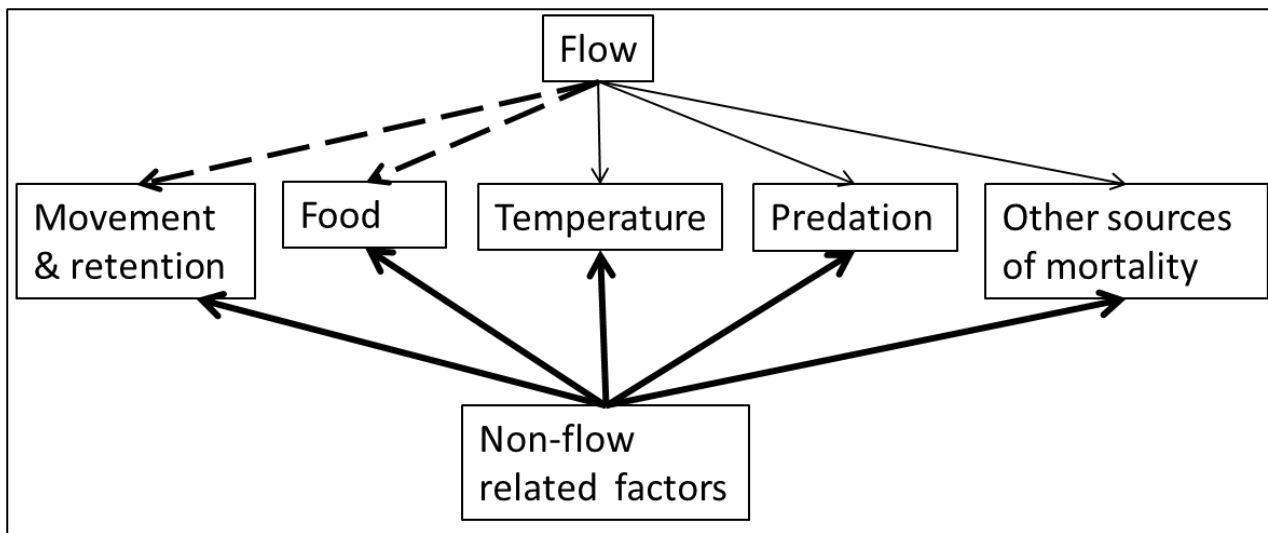 Flow
Movement
& retention
Food
Temperature
Predation
Other sources
of mortality
Non-flow
related factors